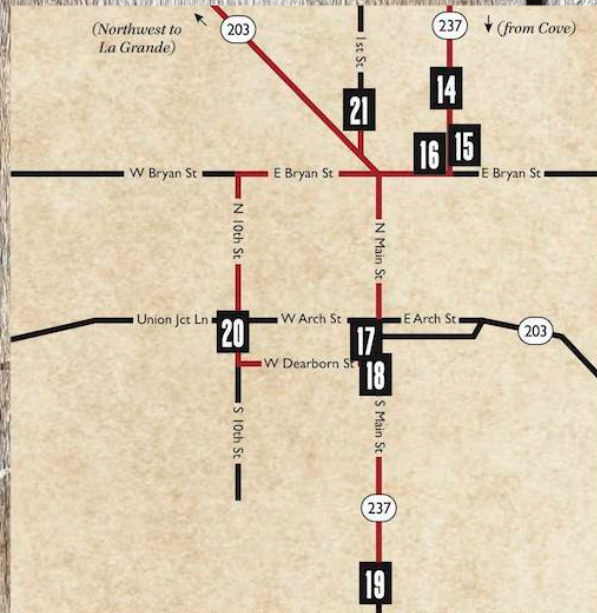 (Northwest to
La Grande)
203
1st St
237
(from Cove)
14
21
16
15
W Bryan St
E Bryan St
E Bryan St
N 10th St
N Main St
Union Jct Ln
20
W Arch St
17
E Arch St
203
W Dearborn St
18
S 10th St
S Main St
237
19